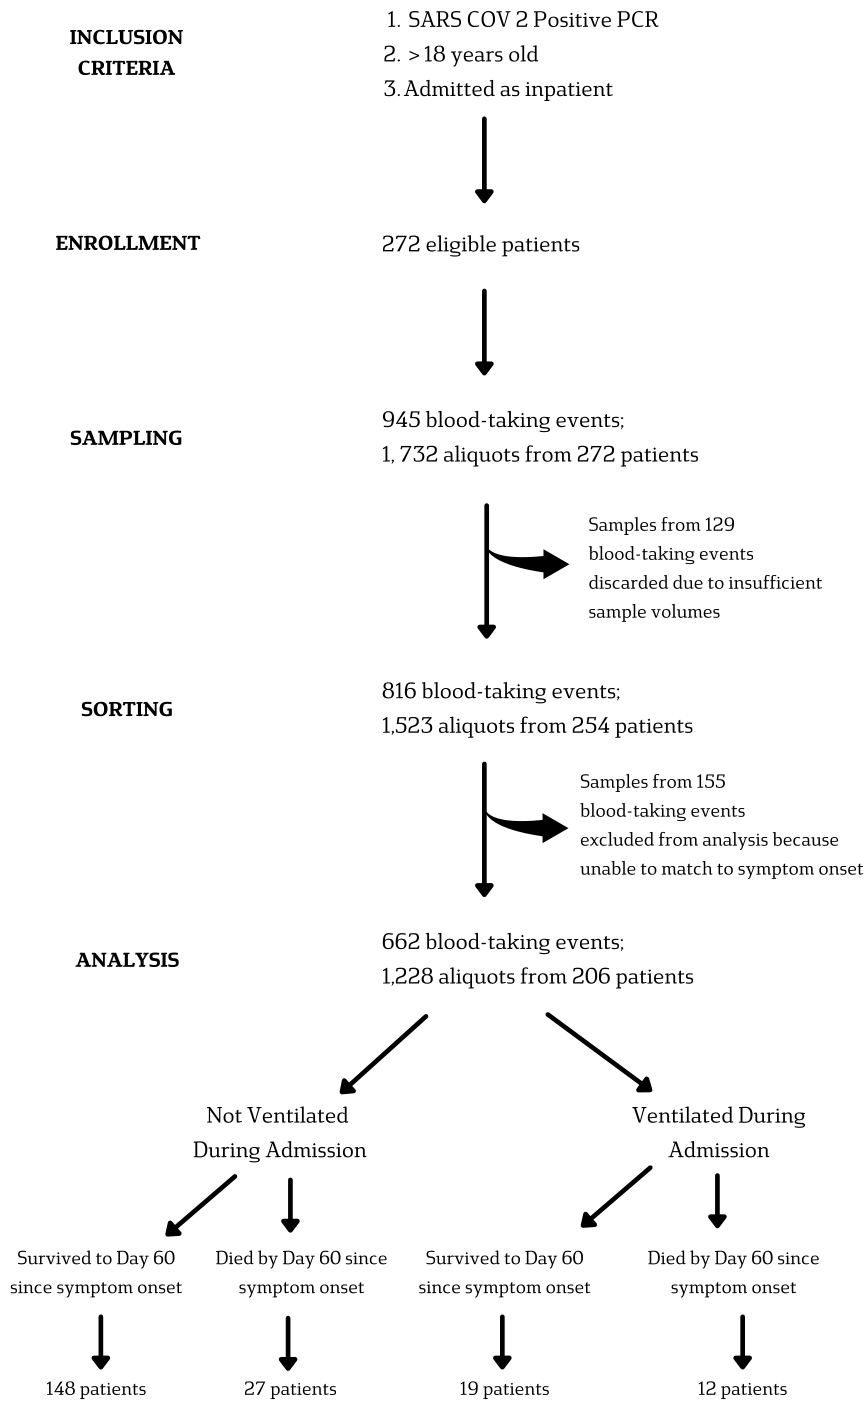 INCLUSION
CRITERIA
1. SARS COV 2 Positive PCR
2. >18 years old
3. Admitted as inpatient
ENROLLMENT
272 eligible patients
SAMPLING
945 blood-taking events;
1, 732 aliquots from 272 patients
Samples from 129
blood-taking events
discarded due to insufficient
sample volumes
SORTING
816 blood-taking events;
1,523 aliquots from 254 patients
Samples from 155
blood-taking events
excluded from analysis because
unable to match to symptom onset
ANALYSIS
662 blood-taking events;
1,228 aliquots from 206 patients
Not Ventilated
During Admission
Ventilated During
Admission
Survived to Day 60
since symptom onset
Died by Day 60 since
symptom onset
Survived to Day 60
since symptom onset
Died by Day 60 since
symptom onset
148 patients
27 patients
19 patients
12 patients